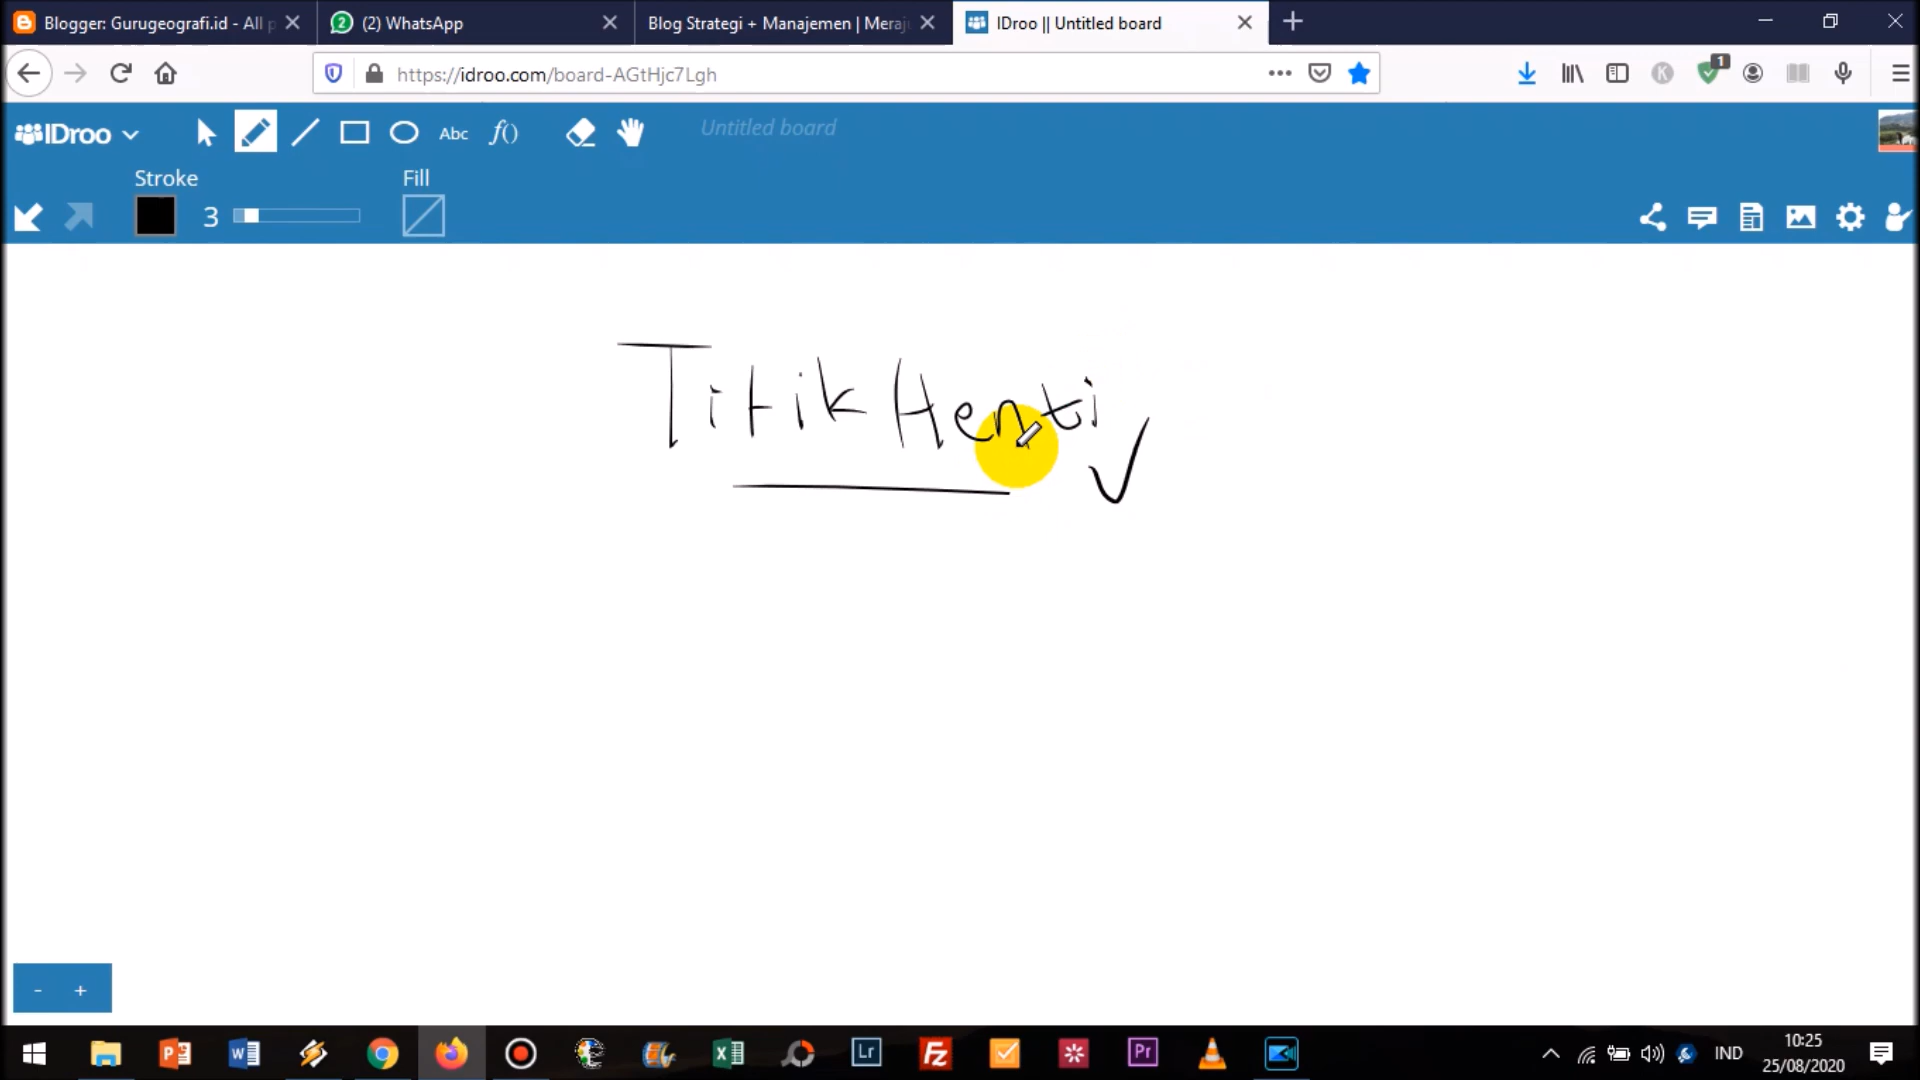 Blogger: Gurugeografi.id - All p
(2) WhatsApp
Blog Strategi + Manajemen | Meraj
IDroo || Untitled board
https://idroo.com/board-AGtHjc7Lgh
1
IDroo
Abc
f()
Untitled board
Stroke
Fill
3
Titik Henti
- +
IND
10:25
25/08/2020